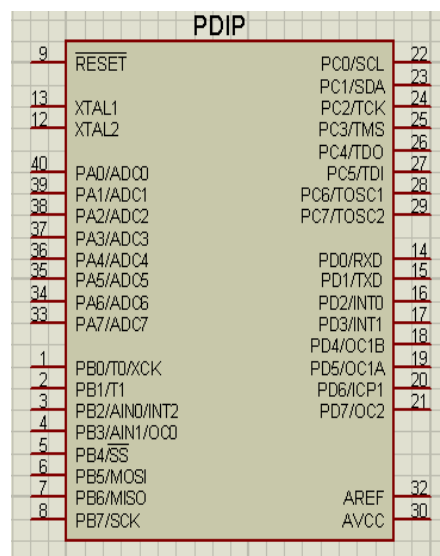 PDIP
9 RESET
13 XTAL1
12 XTAL2
40 PA0/ADC0
39 PA1/ADC1
38 PA2/ADC2
37 PA3/ADC3
36 PA4/ADC4
35 PA5/ADC5
34 PA6/ADC6
33 PA7/ADC7
1 PB0/T0/XCK
2 PB1/T1
3 PB2/AIN0/INT2
4 PB3/AIN1/OC0
5 PB4/SS
6 PB5/MOSI
7 PB6/MISO
8 PB7/SCK
PC0/SCL 22
PC1/SDA 23
PC2/TCK 24
PC3/TMS 25
PC4/TDO 26
PC5/TDI 27
PC6/TOSC1 28
PC7/TOSC2 29
PD0/RXD 14
PD1/TXD 15
PD2/INT0 16
PD3/INT1 17
PD4/OC1B 18
PD5/OC1A 19
PD6/ICP1 20
PD7/OC2 21
AREF 32
AVCC 30